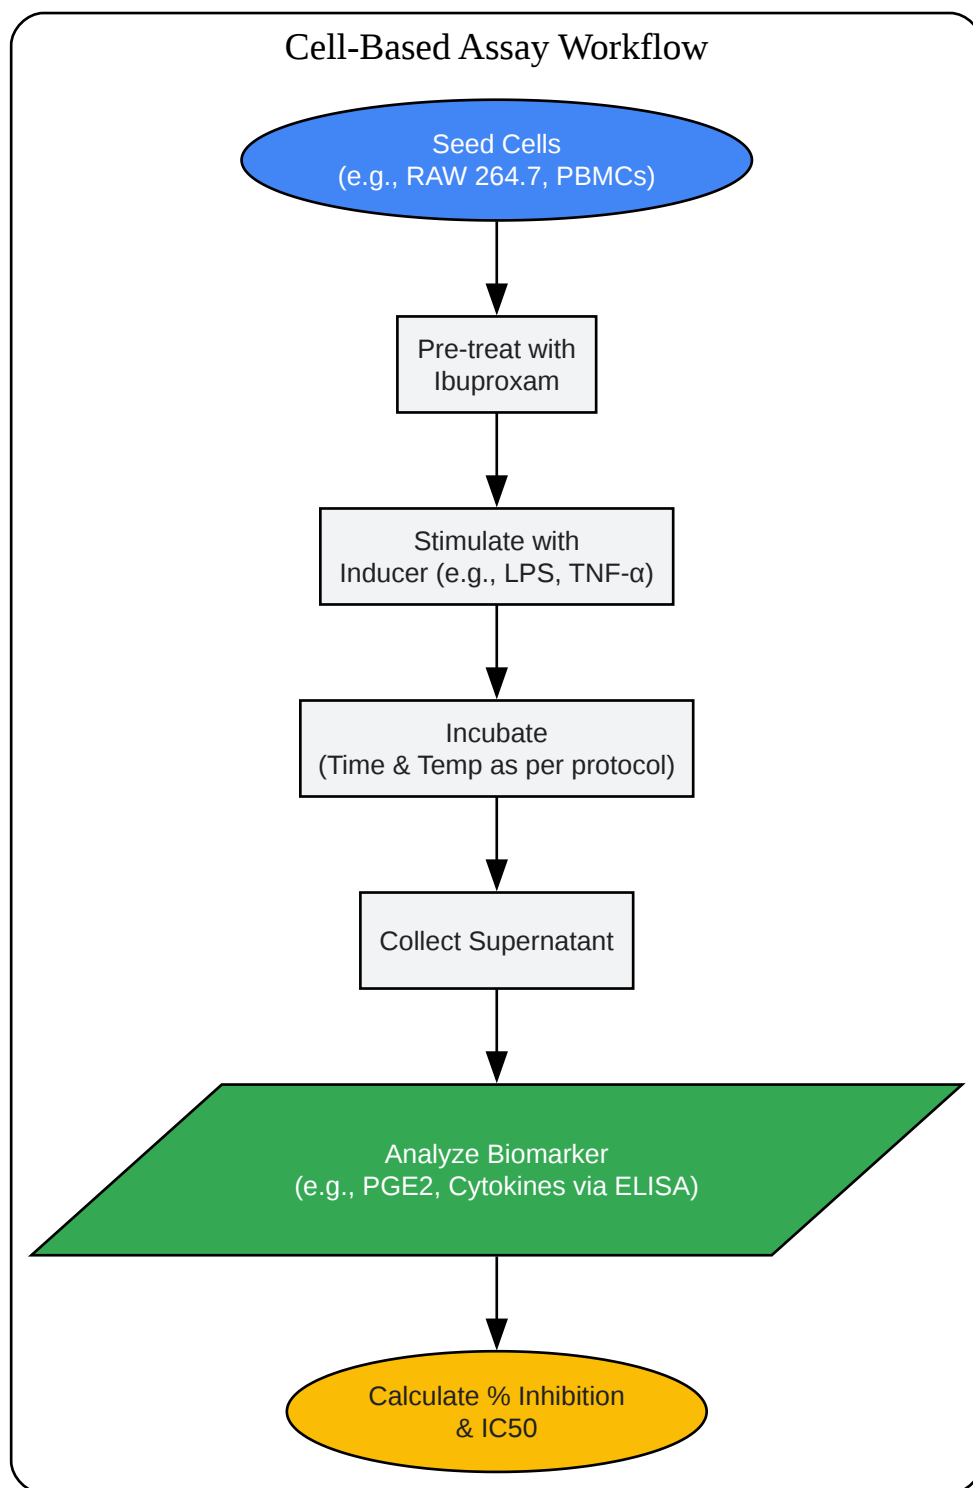 Cell-Based Assay Workflow
Seed Cells
(e.g., RAW 264.7, PBMCs)
Pre-treat with
Ibuproxam
Stimulate with
Inducer (e.g., LPS, TNF-α)
Incubate
(Time & Temp as per protocol)
Collect Supernatant
Analyze Biomarker
(e.g., PGE2, Cytokines via ELISA)
Calculate % Inhibition
& IC50